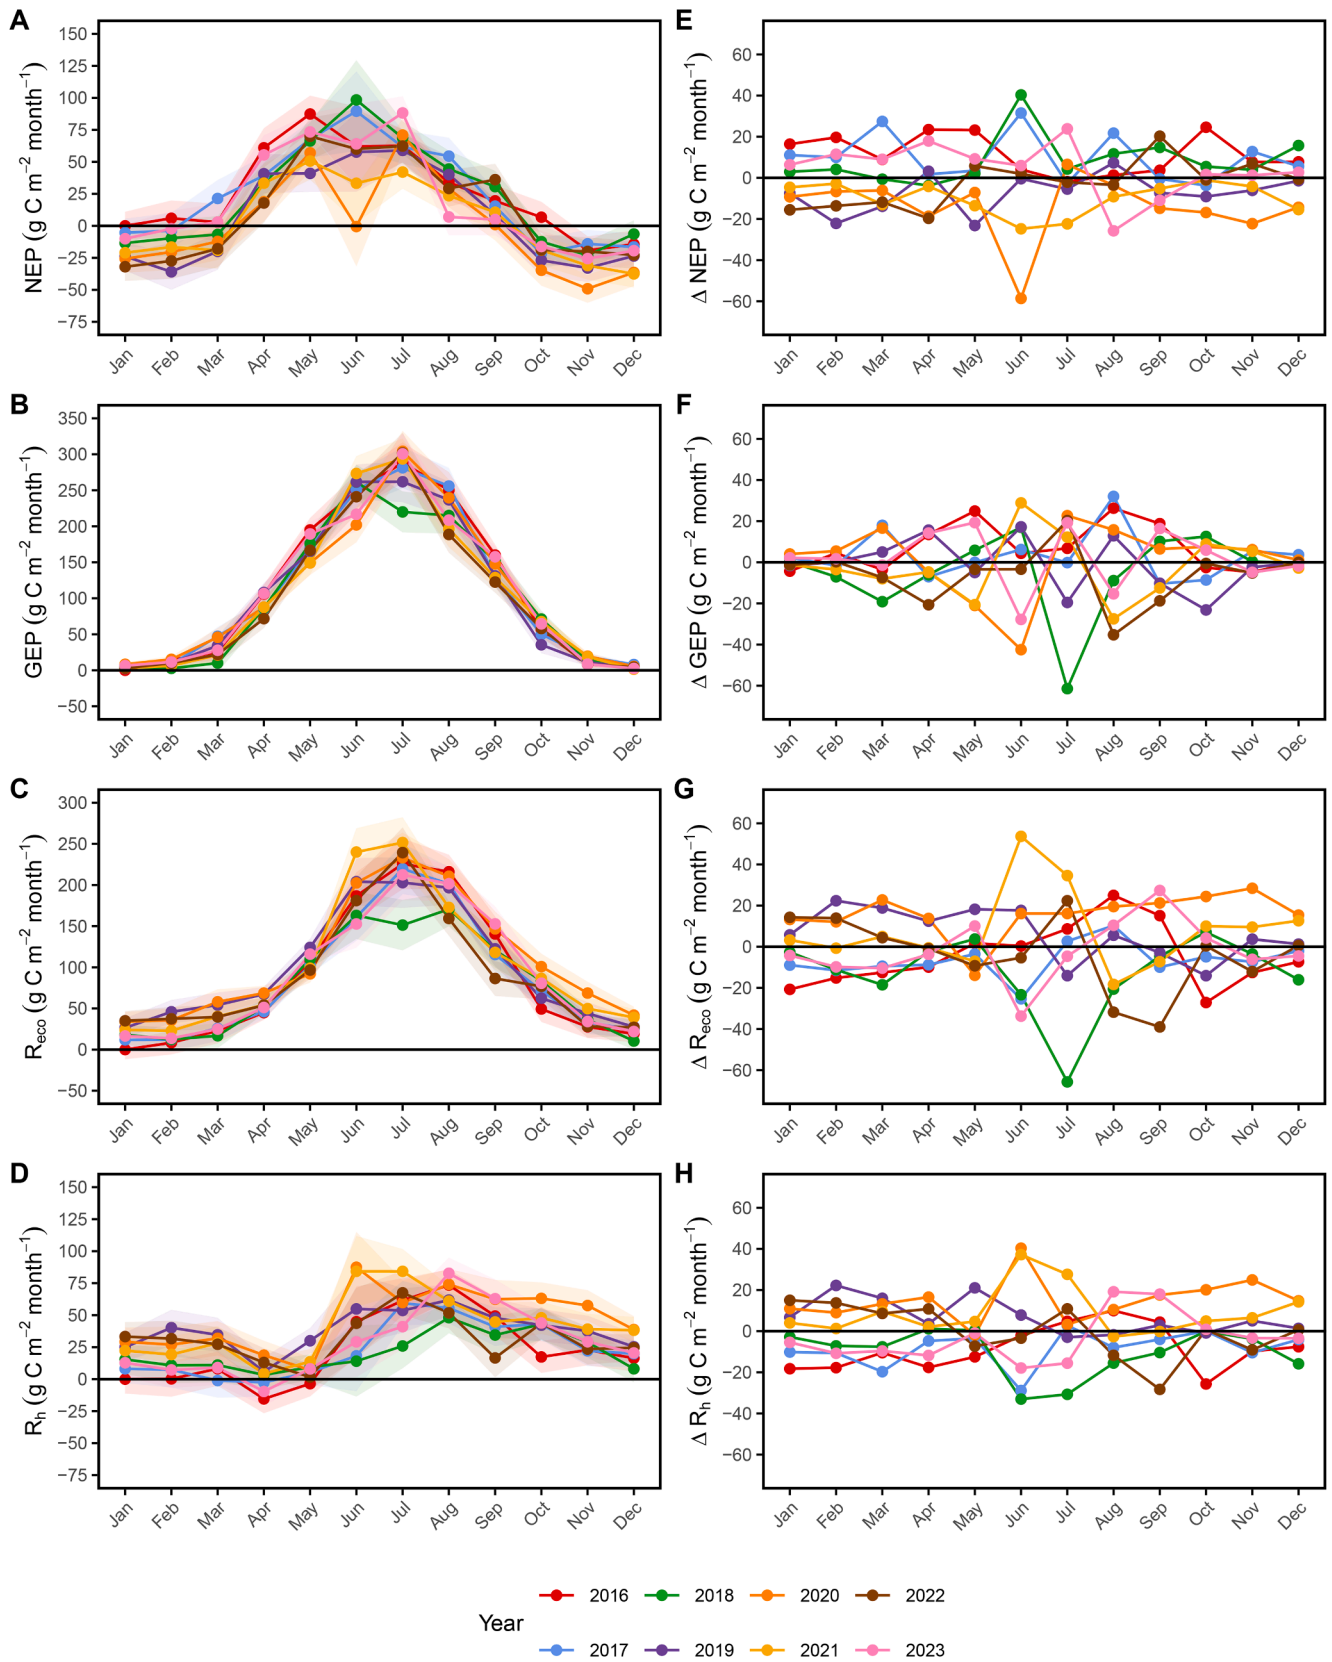 A
NEP (g C m⁻² month⁻¹)
150
125
100
75
50
25
0
−25
−50
−75
Jan Feb Mar Apr May Jun Jul Aug Sep Oct Nov Dec
E
Δ NEP (g C m⁻² month⁻¹)
60
40
20
0
−20
−40
−60
Jan Feb Mar Apr May Jun Jul Aug Sep Oct Nov Dec
B
GEP (g C m⁻² month⁻¹)
350
300
250
200
150
100
50
0
−50
Jan Feb Mar Apr May Jun Jul Aug Sep Oct Nov Dec
F
Δ GEP (g C m⁻² month⁻¹)
60
40
20
0
−20
−40
−60
Jan Feb Mar Apr May Jun Jul Aug Sep Oct Nov Dec
C
Reco (g C m⁻² month⁻¹)
300
250
200
150
100
50
0
−50
Jan Feb Mar Apr May Jun Jul Aug Sep Oct Nov Dec
G
Δ Reco (g C m⁻² month⁻¹)
60
40
20
0
−20
−40
−60
Jan Feb Mar Apr May Jun Jul Aug Sep Oct Nov Dec
D
Rh (g C m⁻² month⁻¹)
150
125
100
75
50
25
0
−25
−50
−75
Jan Feb Mar Apr May Jun Jul Aug Sep Oct Nov Dec
H
Δ Rh (g C m⁻² month⁻¹)
60
40
20
0
−20
−40
−60
Jan Feb Mar Apr May Jun Jul Aug Sep Oct Nov Dec
Year
2016 2018 2020 2022
2017 2019 2021 2023